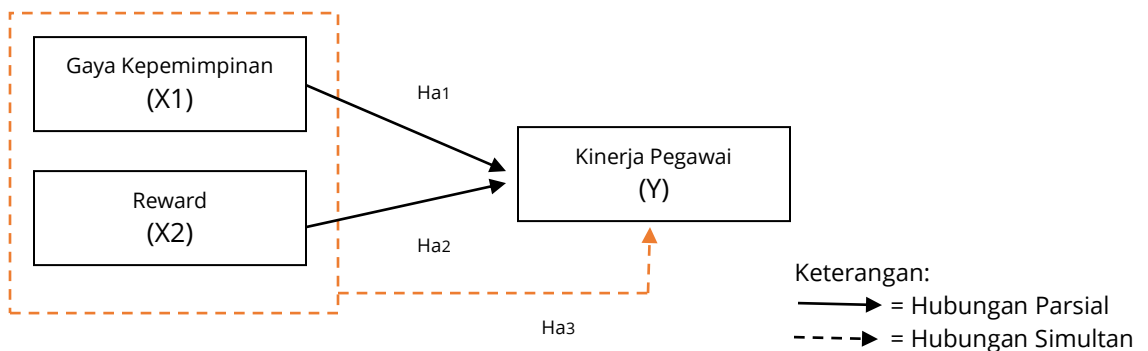 Gaya Kepemimpinan
(X1)
Ha1
Kinerja Pegawai
(Y)
Reward
(X2)
Ha2
Ha3
Keterangan:
= Hubungan Parsial
= Hubungan Simultan